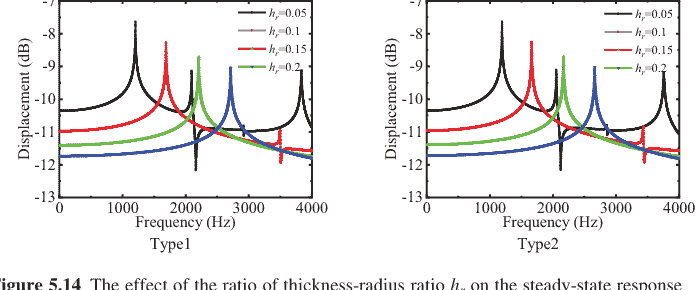 -7
-8
-9
-10
-11
-12
-13
Displacement (dB)
hr=0.05
hr=0.1
hr=0.15
hr=0.2
0 1000 2000 3000 4000
Frequency (Hz)
Type1
-7
-8
-9
-10
-11
-12
-13
Displacement (dB)
hr=0.05
hr=0.1
hr=0.15
hr=0.2
0 1000 2000 3000 4000
Frequency (Hz)
Type2
Figure 5.14 The effect of the ratio of thickness-radius ratio hr on the steady-state response